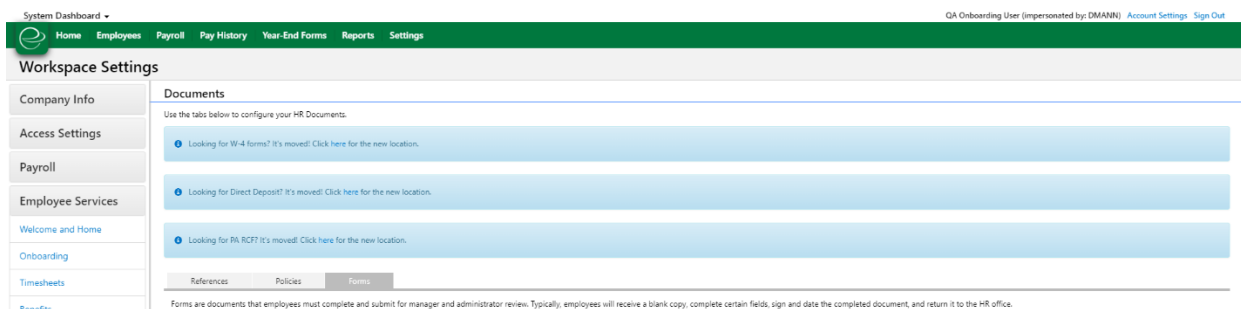 System Dashboard
QA Onboarding User (impersonated by: DMANN) Account Settings Sign Out
Home Employees Payroll Pay History Year-End Forms Reports Settings
Workspace Settings
Company Info
Access Settings
Payroll
Employee Services
Welcome and Home
Onboarding
Timesheets
Benefits
Documents
Use the tabs below to configure your HR Documents.
Looking for W-4 forms? It's moved! Click here for the new location.
Looking for Direct Deposit? It's moved! Click here for the new location.
Looking for PA RCF? It's moved! Click here for the new location.
References Policies Forms
Forms are documents that employees must complete and submit for manager and administrator review. Typically, employees will receive a blank copy, complete certain fields, sign and date the completed document, and return it to the HR office.